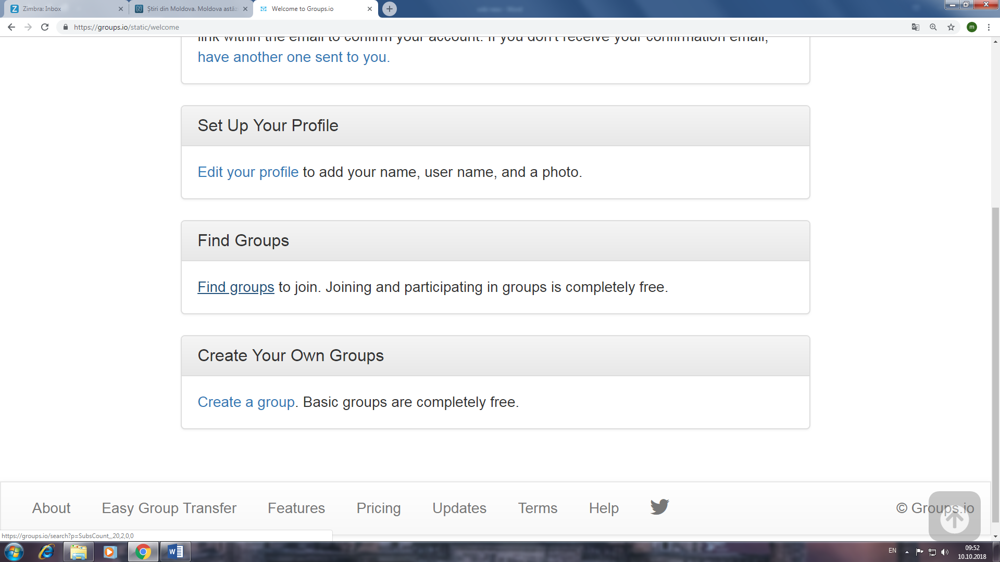 Zimbra: Inbox
Știri din Moldova. Moldova astăz
Welcome to Groups.io
https://groups.io/static/welcome
m
link within the email to confirm your account. If you don't receive your confirmation email,
have another one sent to you.
Set Up Your Profile
Edit your profile to add your name, user name, and a photo.
Find Groups
Find groups to join. Joining and participating in groups is completely free.
Create Your Own Groups
Create a group. Basic groups are completely free.
About Easy Group Transfer Features Pricing Updates Terms Help © Groups.io
https://groups.io/search?p=SubsCount,,,20,2,0,0
EN
09:52
10.10.2018